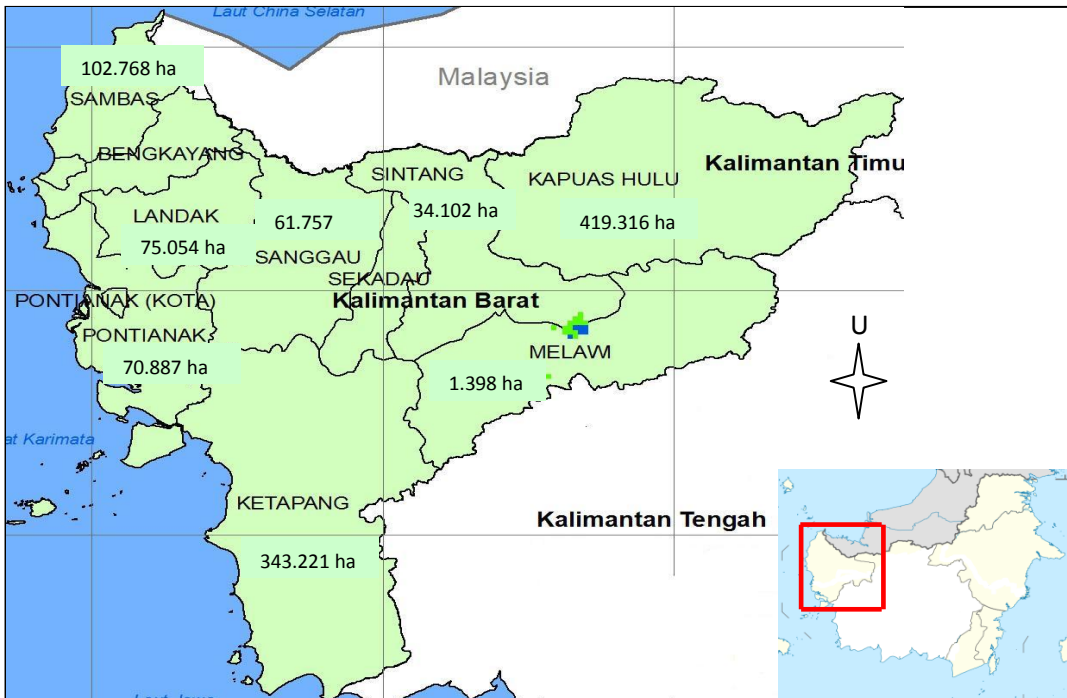 Laut China Selatan
102.768 ha
Malaysia
SAMBAS
BENGKAYANG
SINTANG
KAPUAS HULU
Kalimantan Timu
LANDAK
61.757
34.102 ha
419.316 ha
75.054 ha
SANGGAU
SEKADAU
PONTIANAK (KOTA)
Kalimantan Barat
PONTIANAK
MELAWI
U
70.887 ha
1.398 ha
at Karimata
KETAPANG
Kalimantan Tengah
343.221 ha
Laut Jawa